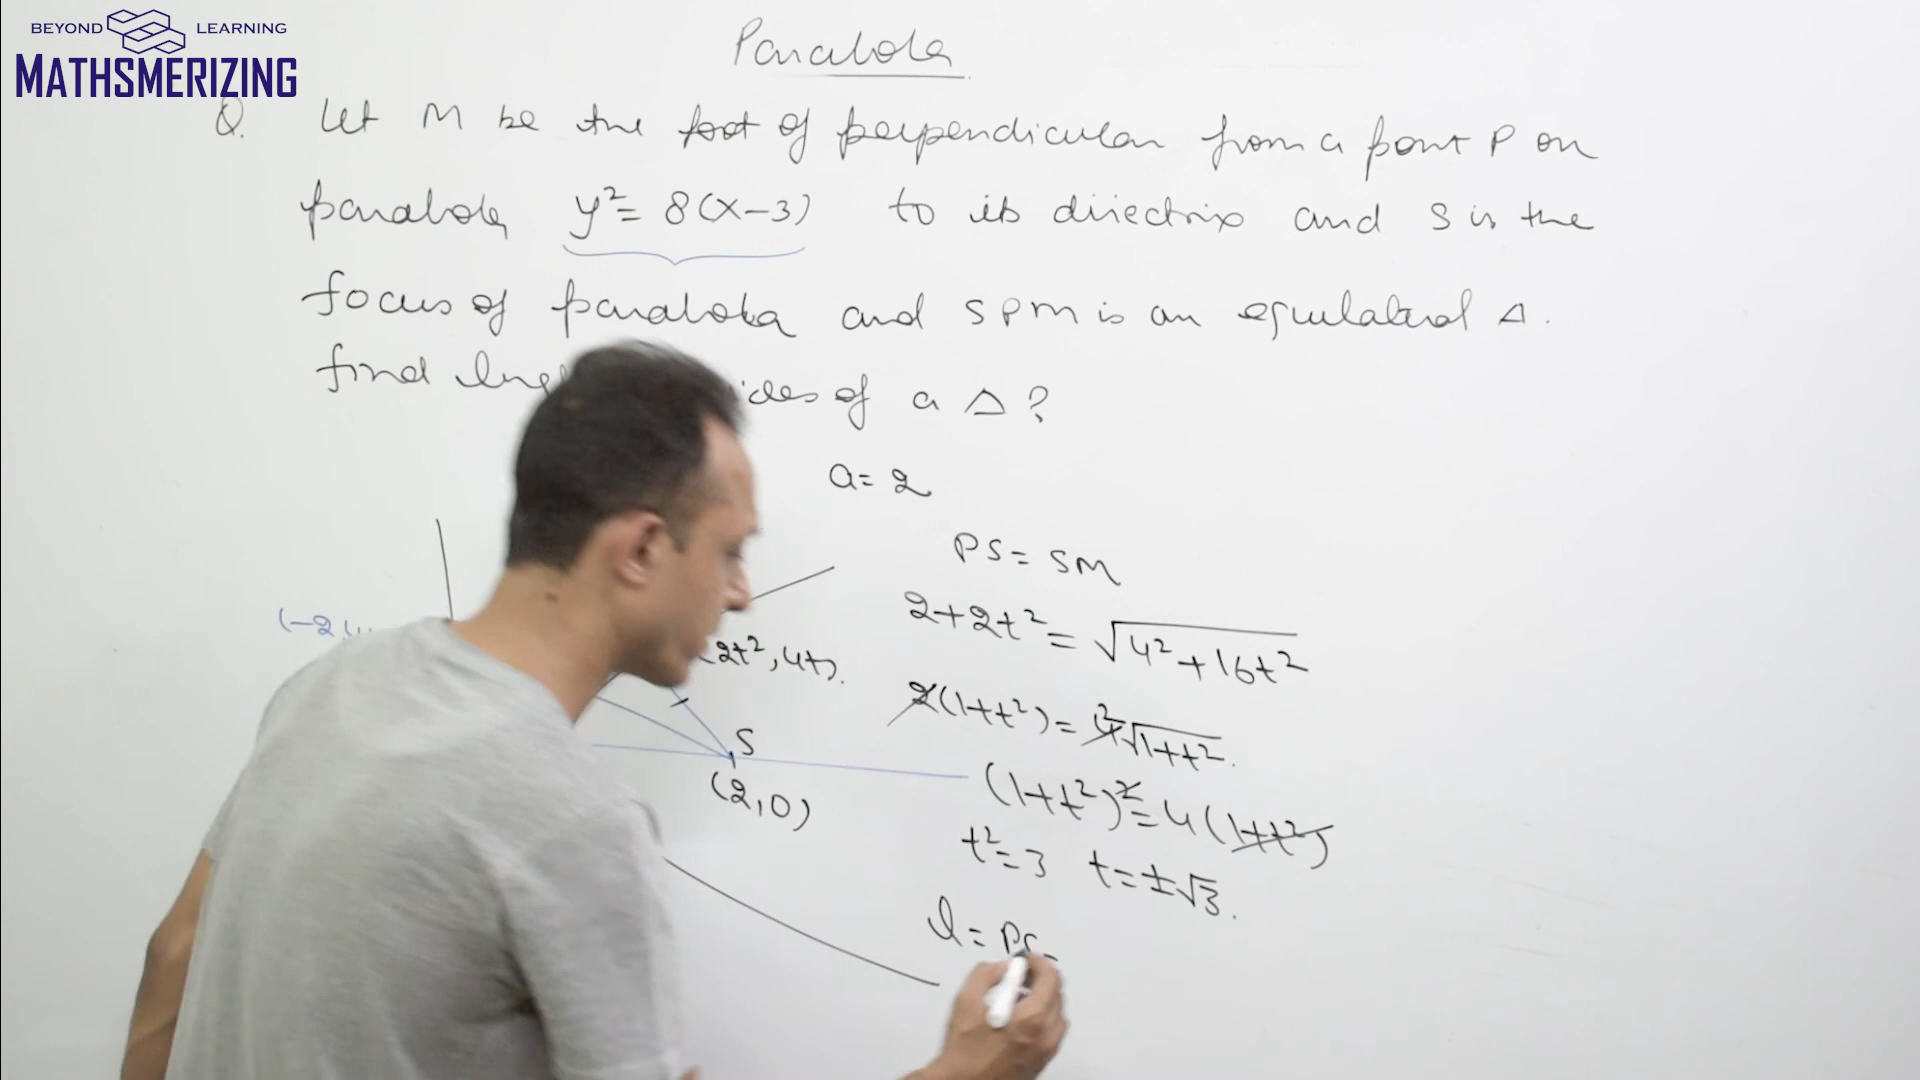 BEYOND LEARNING
MATHSMERIZING
Parabola
Q. Let M be the foot of perpendicular from a point P on
parabola y²= 8(x-3) to its directrix and S is the
focus of parabola and SPM is an equilateral Δ.
find of a Δ?
a= 2
PS= SM
2+2t²= √4²+16t²
2(1+t²)= 4 2√1+t².
(1+t²)²= 4(1+t²)
t²=3 t=±√3.
l= PS
(-2,
(2t², 4t).
S
(2,0)